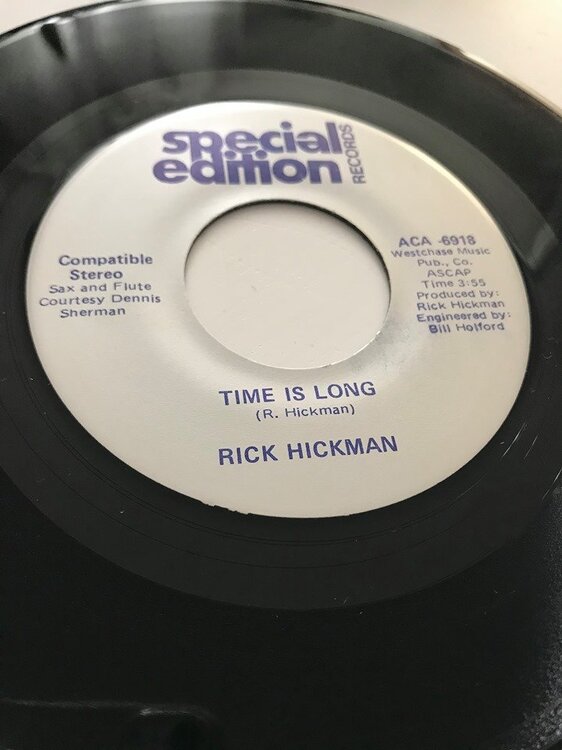 special
edition
RECORDS
Compatible
Stereo
Sax and Flute
Courtesy Dennis
Sherman
ACA -6918
Westchase Music
Pub., Co.
ASCAP
Time 3:55
Produced by:
Rick Hickman
Engineered by:
Bill Holford
TIME IS LONG
(R. Hickman)
RICK HICKMAN